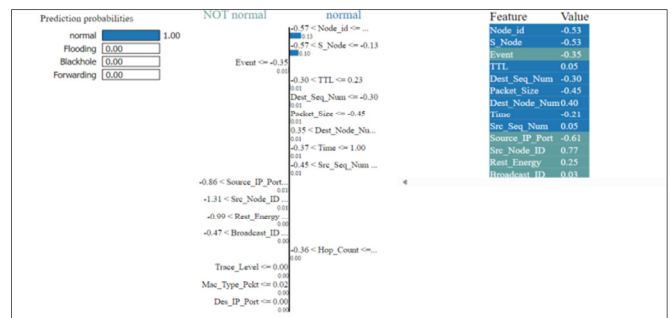 Prediction probabilities
normal 1.00
Flooding 0.00
Blackhole 0.00
Forwarding 0.00
NOT normal normal
-0.57 < Node_id <= ...
0.13
-0.57 < S_Node <= -0.13
0.10
Event <= -0.35
0.01
-0.30 < TTL <= 0.23
0.01
Dest_Seq_Num <= -0.30
0.01
Packet_Size <= -0.45
0.01
0.35 < Dest_Node_Nu...
0.01
-0.37 < Time <= 1.00
0.01
-0.45 < Src_Seq_Num ...
0.01
-0.86 < Source_IP_Port...
0.01
-1.31 < Src_Node_ID ...
0.01
-0.99 < Rest_Energy ...
0.00
-0.47 < Broadcast_ID ...
0.00
-0.36 < Hop_Count <=...
0.00
Trace_Level <= 0.00
0.00
Mac_Type_Pckt <= 0.02
0.00
Des_IP_Port <= 0.00
0.00
Feature Value
Node_id -0.53
S_Node -0.53
Event -0.35
TTL 0.05
Dest_Seq_Num -0.30
Packet_Size -0.45
Dest_Node_Num 0.40
Time -0.21
Src_Seq_Num 0.05
Source_IP_Port -0.61
Src_Node_ID 0.77
Rest_Energy 0.25
Broadcast_ID 0.03